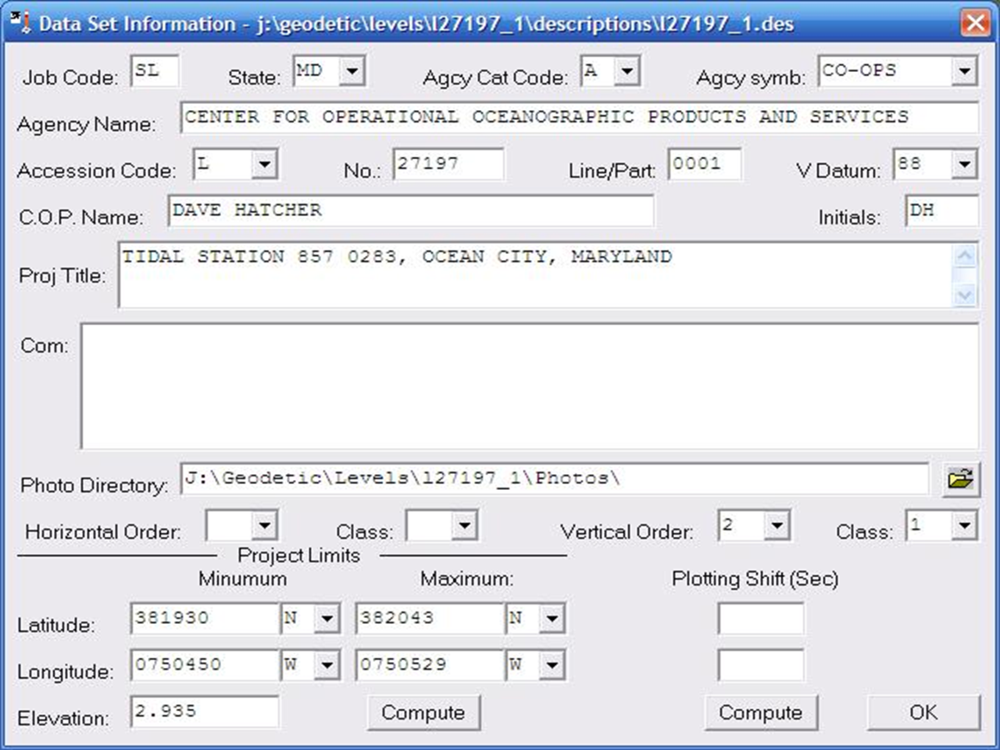 Data Set Information - j:\geodetic\levels\l27197_1\descriptions\l27197_1.des
Job Code: SL State: MD Agcy Cat Code: A Agcy symb: CO-OPS
Agency Name: CENTER FOR OPERATIONAL OCEANOGRAPHIC PRODUCTS AND SERVICES
Accession Code: L No.: 27197 Line/Part: 0001 V Datum: 88
C.O.P. Name: DAVE HATCHER Initials: DH
Proj Title: TIDAL STATION 857 0283, OCEAN CITY, MARYLAND
Com:
Photo Directory: J:\Geodetic\Levels\l27197_1\Photos\
Horizontal Order: Class: Vertical Order: 2 Class: 1
Project Limits
Minumum Maximum: Plotting Shift (Sec)
Latitude: 381930 N 382043 N
Longitude: 0750450 W 0750529 W
Elevation: 2.935 Compute Compute OK